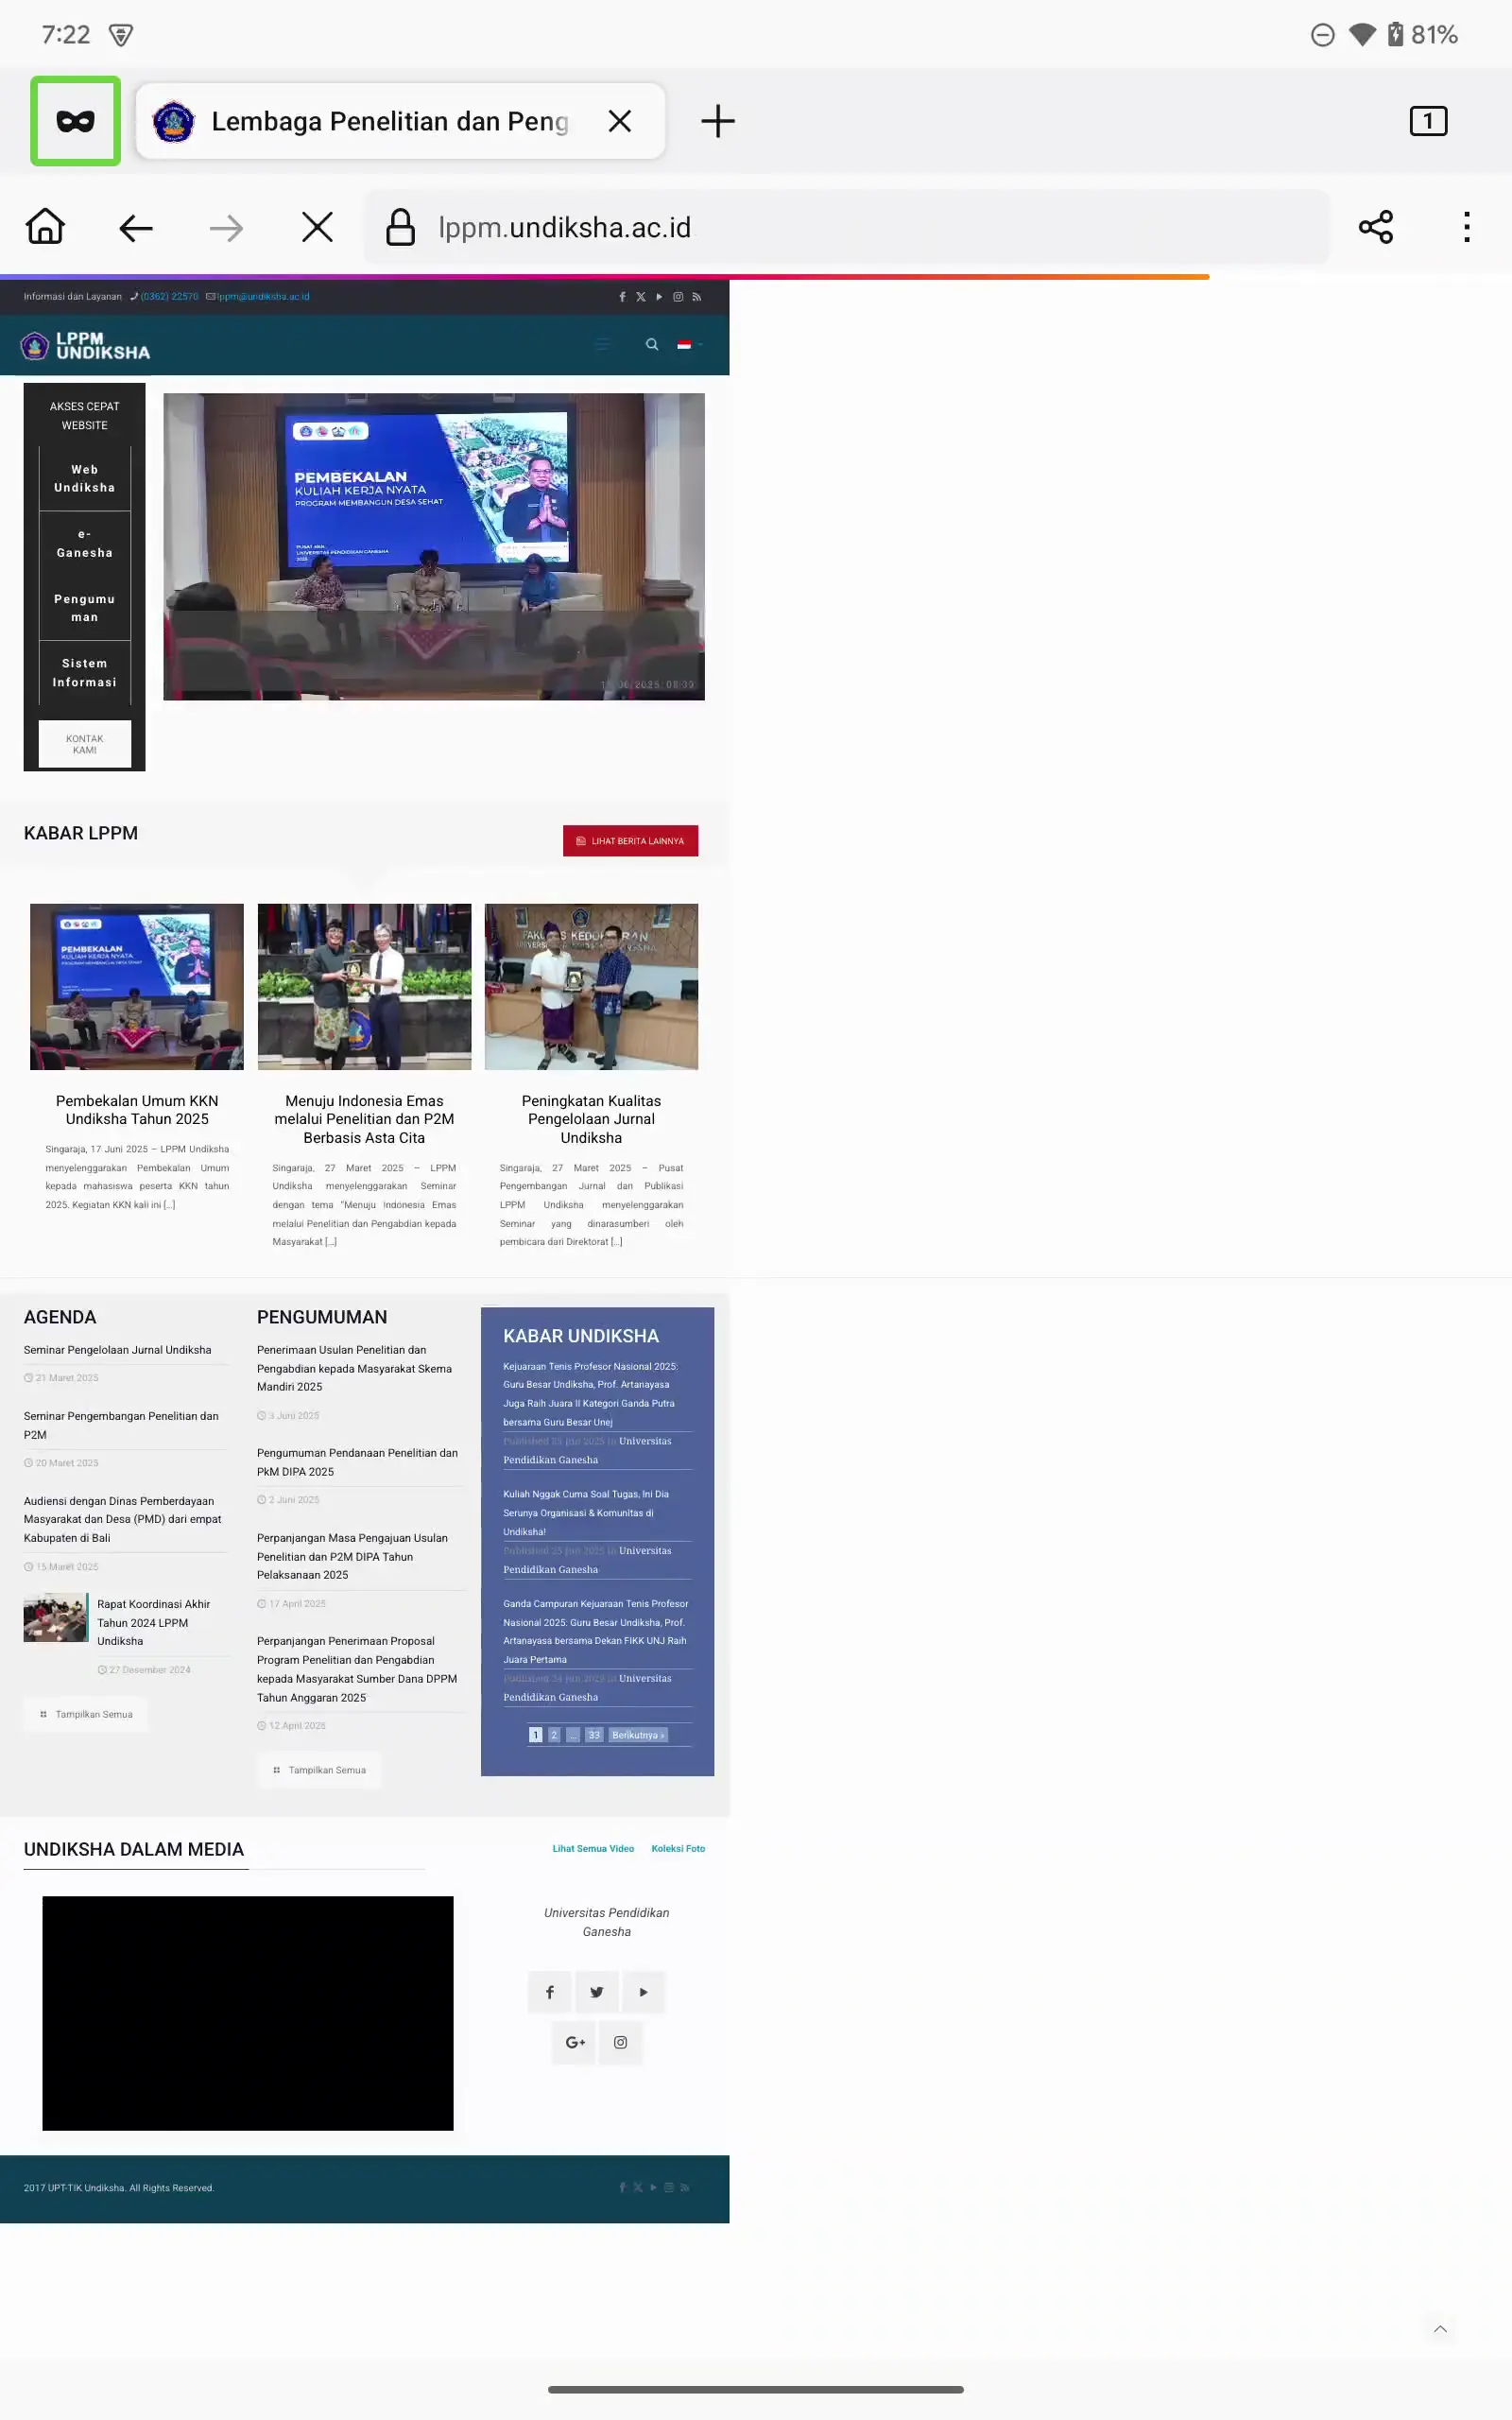 7:22
81%
Lembaga Penelitian dan Peng
1
lppm.undiksha.ac.id
Informasi dan Layanan (0362) 22570 lppm@undiksha.ac.id
LPPM
UNDIKSHA
AKSES CEPAT
WEBSITE
Web
Undiksha
e-
Ganesha
Pengumu
man
Sistem
Informasi
KONTAK
KAMI
PEMBEKALAN
KULIAH KERJA NYATA
PROGRAM MEMBANGUN DESA SEHAT
KABAR LPPM
LIHAT BERITA LAINNYA
PEMBEKALAN
KULIAH KERJA NYATA
PROGRAM MEMBANGUN DESA SEHAT
Pembekalan Umum KKN
Undiksha Tahun 2025
Singaraja, 17 Juni 2025 – LPPM Undiksha
menyelenggarakan Pembekalan Umum
kepada mahasiswa peserta KKN tahun
2025. Kegiatan KKN kali ini [...]
Menuju Indonesia Emas
melalui Penelitian dan P2M
Berbasis Asta Cita
Singaraja, 27 Maret 2025 – LPPM
Undiksha menyelenggarakan Seminar
dengan tema “Menuju Indonesia Emas
melalui Penelitian dan Pengabdian kepada
Masyarakat [...]
Peningkatan Kualitas
Pengelolaan Jurnal
Undiksha
Singaraja, 27 Maret 2025 – Pusat
Pengembangan Jurnal dan Publikasi
LPPM Undiksha menyelenggarakan
Seminar yang dinarasumberi oleh
pembicara dari Direktorat [...]
AGENDA
Seminar Pengelolaan Jurnal Undiksha
21 Maret 2025
Seminar Pengembangan Penelitian dan
P2M
20 Maret 2025
Audiensi dengan Dinas Pemberdayaan
Masyarakat dan Desa (PMD) dari empat
Kabupaten di Bali
15 Maret 2025
Rapat Koordinasi Akhir
Tahun 2024 LPPM
Undiksha
27 Desember 2024
Tampilkan Semua
PENGUMUMAN
Penerimaan Usulan Penelitian dan
Pengabdian kepada Masyarakat Skema
Mandiri 2025
3 Juni 2025
Pengumuman Pendanaan Penelitian dan
PkM DIPA 2025
2 Juni 2025
Perpanjangan Masa Pengajuan Usulan
Penelitian dan P2M DIPA Tahun
Pelaksanaan 2025
17 April 2025
Perpanjangan Penerimaan Proposal
Program Penelitian dan Pengabdian
kepada Masyarakat Sumber Dana DPPM
Tahun Anggaran 2025
12 April 2025
Tampilkan Semua
KABAR UNDIKSHA
Kejuaraan Tenis Profesor Nasional 2025:
Guru Besar Undiksha, Prof. Artanayasa
Juga Raih Juara II Kategori Ganda Putra
bersama Guru Besar Unej
Published 25 Jun 2025 in Universitas
Pendidikan Ganesha
Kuliah Nggak Cuma Soal Tugas, Ini Dia
Serunya Organisasi & Komunitas di
Undiksha!
Published 25 Jun 2025 in Universitas
Pendidikan Ganesha
Ganda Campuran Kejuaraan Tenis Profesor
Nasional 2025: Guru Besar Undiksha, Prof.
Artanayasa bersama Dekan FIKK UNJ Raih
Juara Pertama
Published 24 Jun 2025 in Universitas
Pendidikan Ganesha
1 2 ... 33 Berikutnya »
UNDIKSHA DALAM MEDIA
Lihat Semua Video Koleksi Foto
Universitas Pendidikan
Ganesha
2017 UPT-TIK Undiksha. All Rights Reserved.